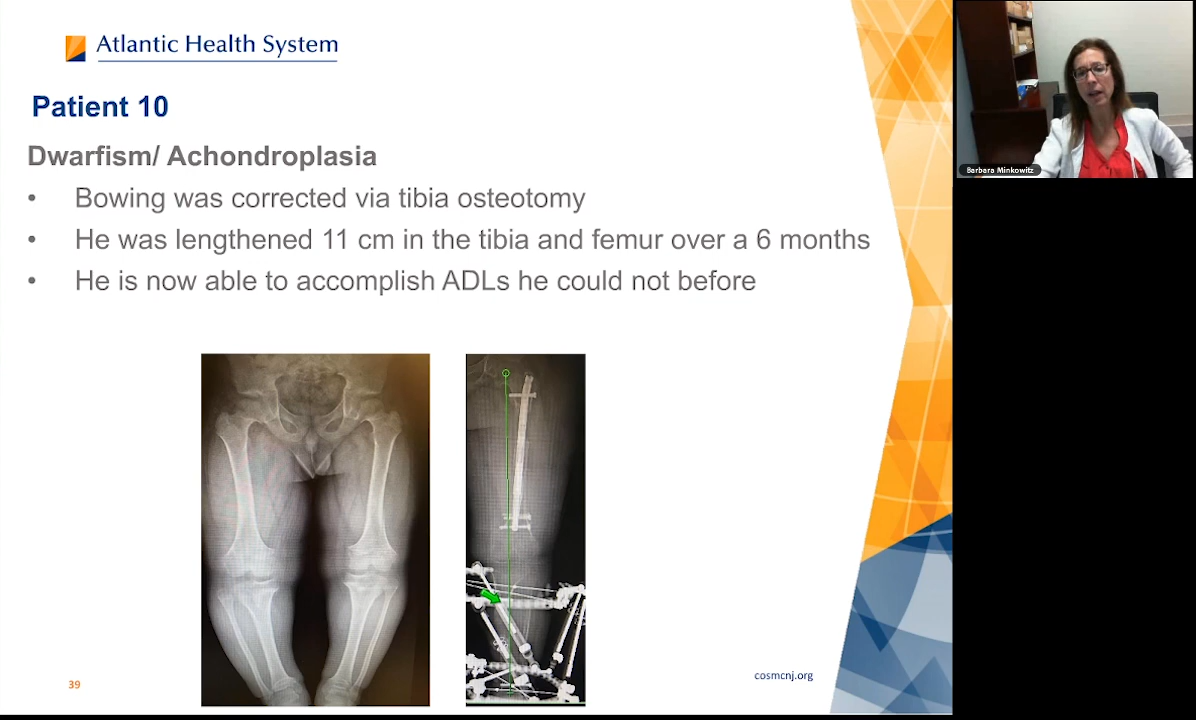 Atlantic Health System
Barbara Minkowitz
Patient 10
Dwarfism/ Achondroplasia
• Bowing was corrected via tibia osteotomy
• He was lengthened 11 cm in the tibia and femur over a 6 months
• He is now able to accomplish ADLs he could not before
39
cosmcnj.org